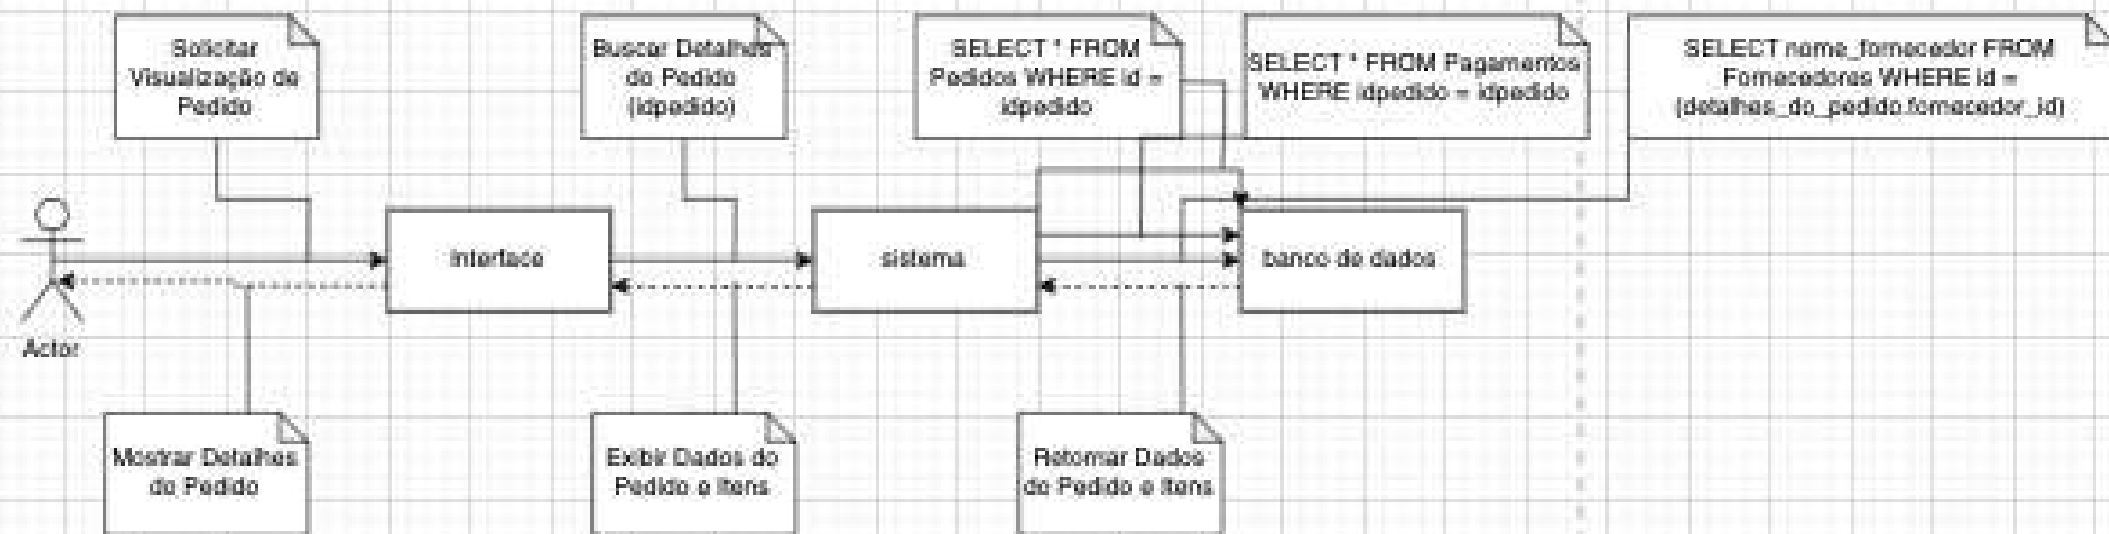 Solicitar
Visualização de
Pedido
Buscar Detalhes
do Pedido
(idpedido)
SELECT * FROM
Pedidos WHERE id =
idpedido
SELECT * FROM Pagamentos
WHERE idpedido = idpedido
SELECT nome_fornecedor FROM
Fornecedores WHERE id =
(detalhes_do_pedido.fornecedor_id)
Interface
sistema
banco de dados
Actor
Mostrar Detalhes
do Pedido
Exibir Dados do
Pedido e Itens
Retornar Dados
do Pedido e Itens